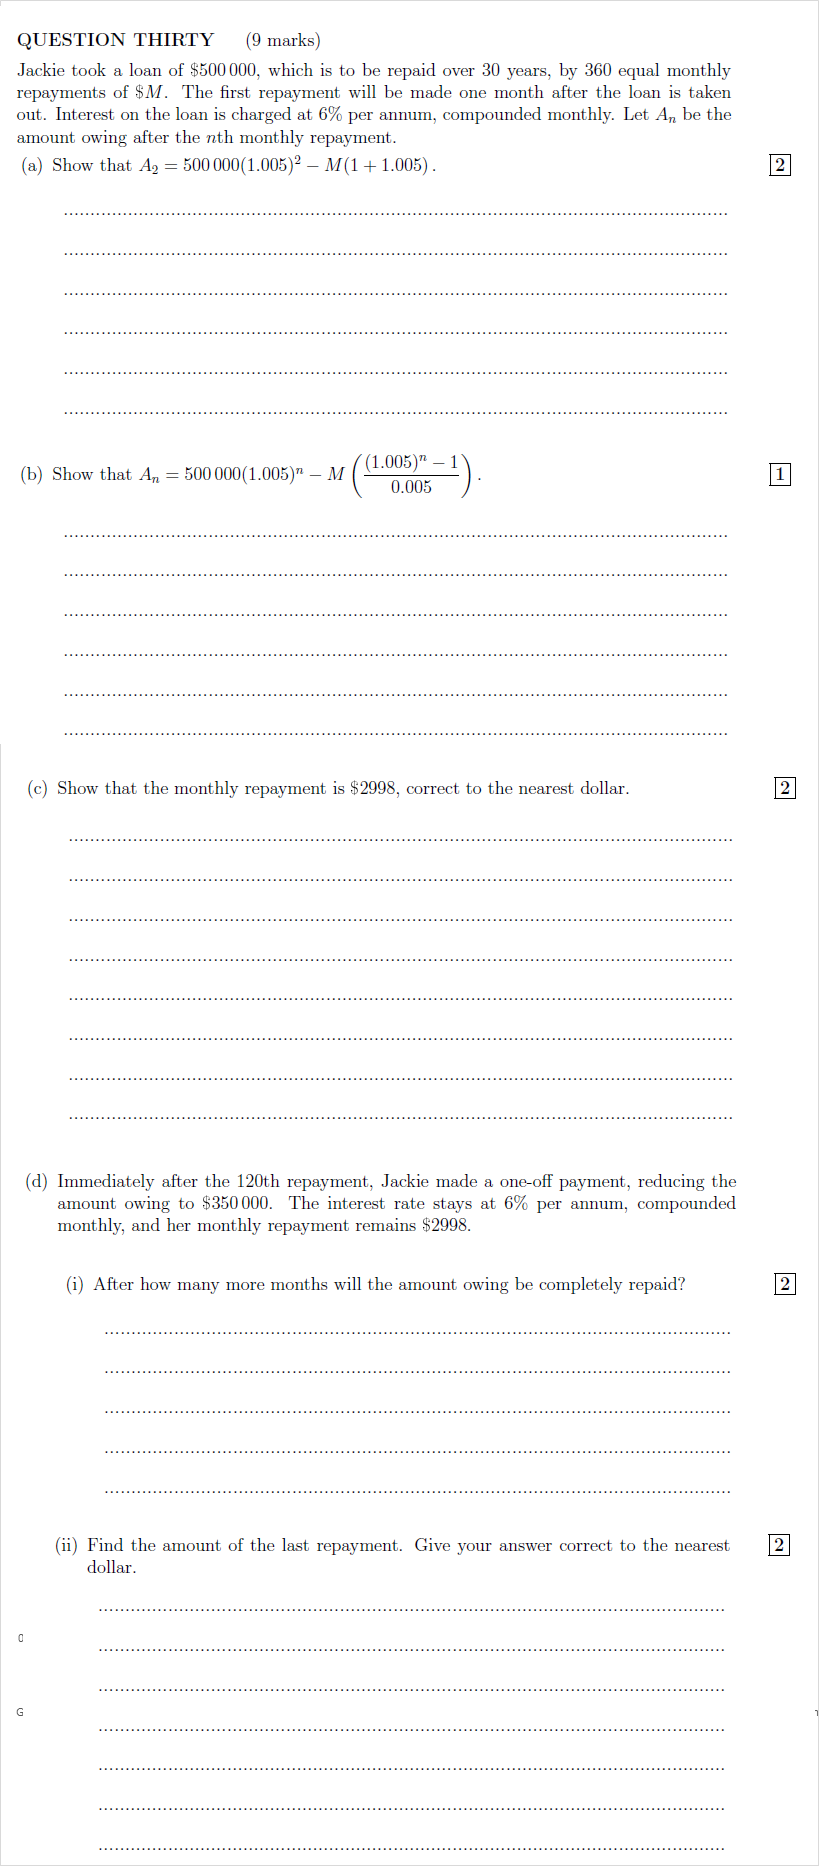 QUESTION THIRTY (9 marks)
Jackie took a loan of $500 000, which is to be repaid over 30 years, by 360 equal monthly
repayments of $M. The first repayment will be made one month after the loan is taken
out. Interest on the loan is charged at 6% per annum, compounded monthly. Let Aₙ be the
amount owing after the nth monthly repayment.
(a) Show that A₂ = 500 000(1.005)² − M(1 + 1.005) . 2
(b) Show that Aₙ = 500 000(1.005)ⁿ − M (((1.005)ⁿ − 1)/0.005) . 1
(c) Show that the monthly repayment is $2998, correct to the nearest dollar. 2
(d) Immediately after the 120th repayment, Jackie made a one-off payment, reducing the
amount owing to $350 000. The interest rate stays at 6% per annum, compounded
monthly, and her monthly repayment remains $2998.
(i) After how many more months will the amount owing be completely repaid? 2
(ii) Find the amount of the last repayment. Give your answer correct to the nearest 2
dollar.
0
G